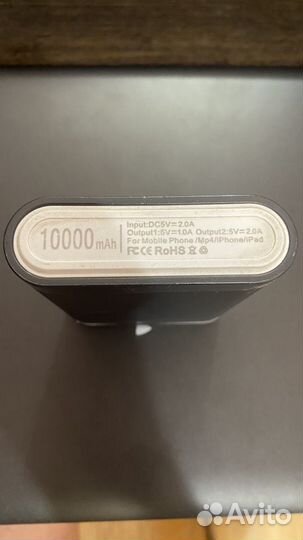 10000mAh
Input:DC5V=2.0A
Output1:5V=1.0A Output2:5V=2.0A
For Mobile Phone /Mp4/iPhone/iPad
FC CE RoHS
Avito